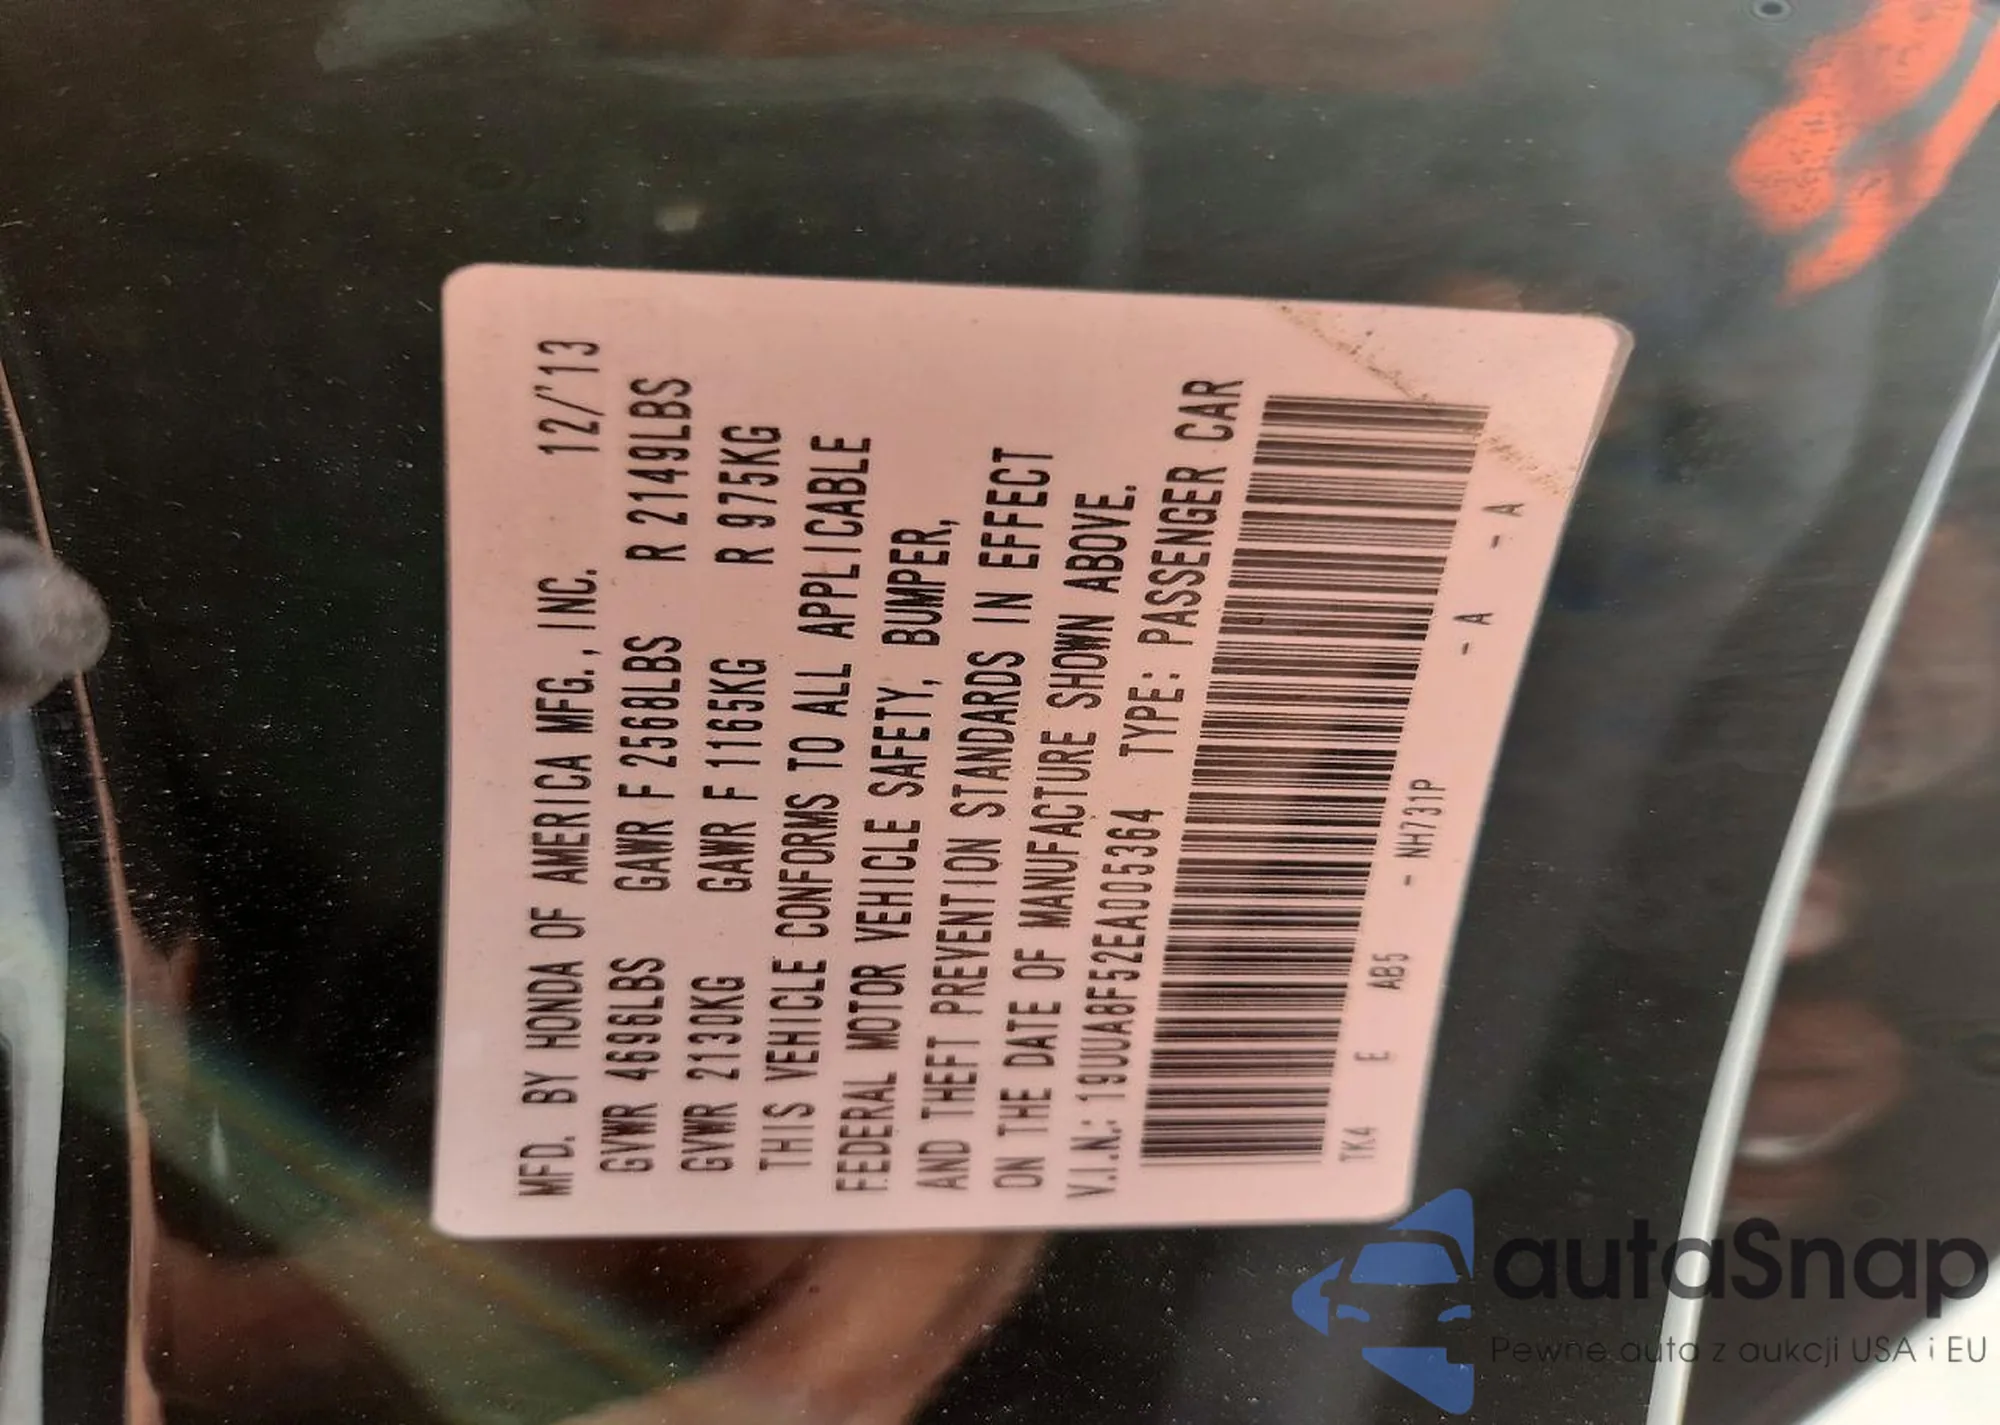 MFD. BY HONDA OF AMERICA MFG., INC. 12/'13
GVWR 4696LBS GAWR F 2568LBS R 2149LBS
GVWR 2130KG GAWR F 1165KG R 975KG
THIS VEHICLE CONFORMS TO ALL APPLICABLE
FEDERAL MOTOR VEHICLE SAFETY, BUMPER,
AND THEFT PREVENTION STANDARDS IN EFFECT
ON THE DATE OF MANUFACTURE SHOWN ABOVE.
V.I.N.: 19UUA8F52EA005364 TYPE: PASSENGER CAR
TK4 E AB5 - NH731P - A - A
autaSnap
Pewne auta z aukcji USA i EU